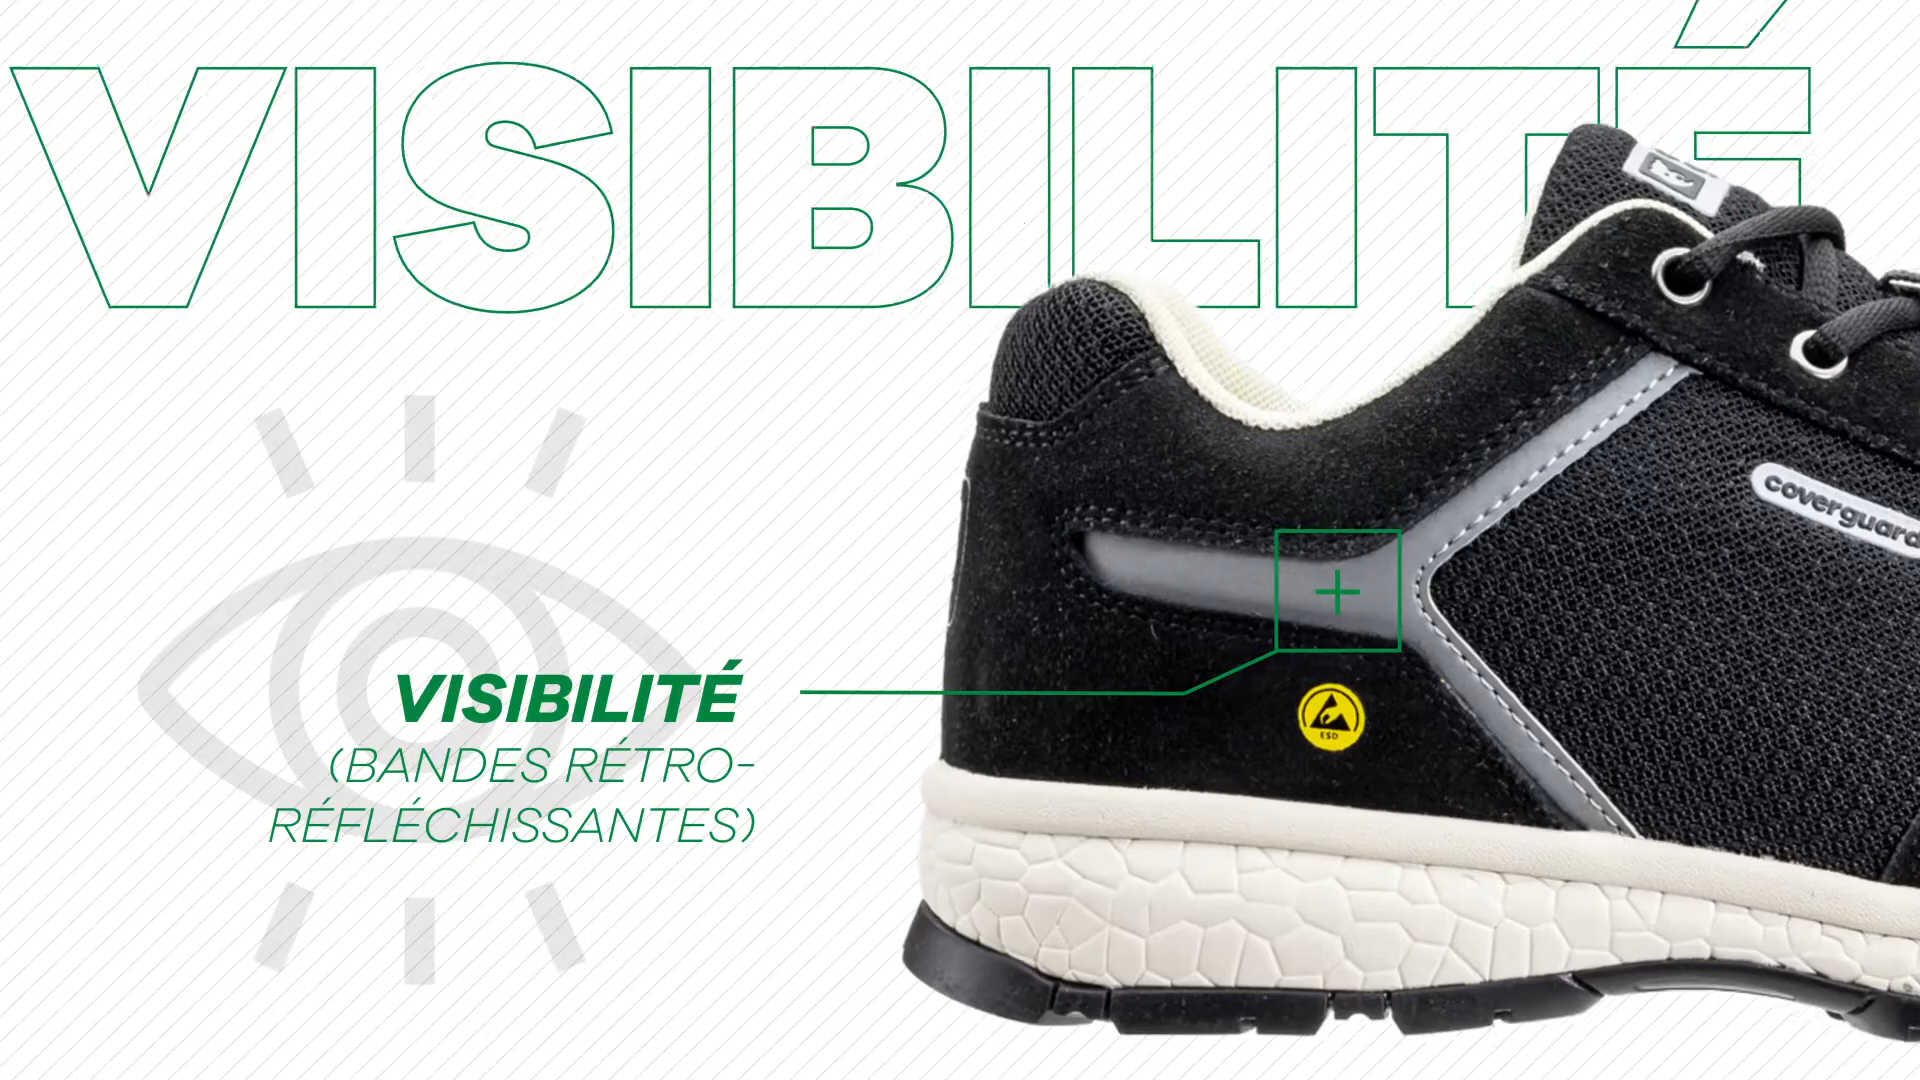 VISIBILITÉ
coverguard
VISIBILITÉ
(BANDES RÉTRO-
RÉFLÉCHISSANTES)
ESD